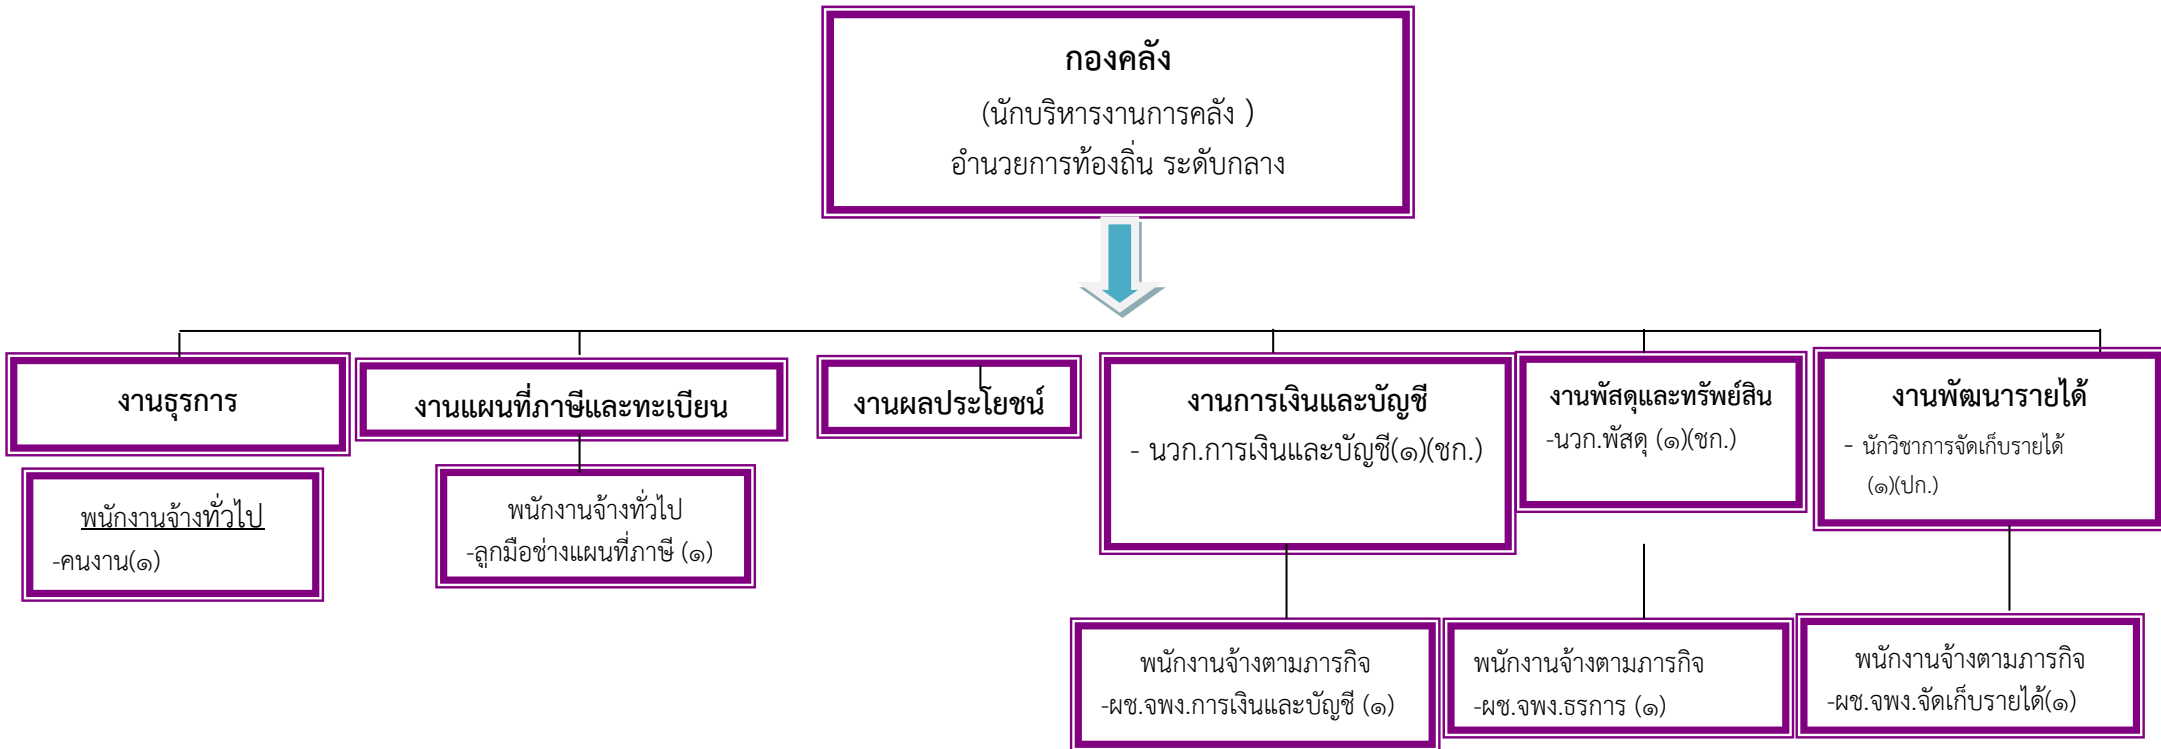 กองคลัง
(นักบริหารงานการคลัง )
อำนวยการท้องถิ่น ระดับกลาง
งานธุรการ
งานแผนที่ภาษีและทะเบียน
งานผลประโยชน์
งานการเงินและบัญชี
- นวก.การเงินและบัญชี(๑)(ชก.)
งานพัสดุและทรัพย์สิน
-นวก.พัสดุ (๑)(ชก.)
งานพัฒนารายได้
- นักวิชาการจัดเก็บรายได้
(๑)(ปก.)
พนักงานจ้างทั่วไป
-คนงาน(๑)
พนักงานจ้างทั่วไป
-ลูกมือช่างแผนที่ภาษี (๑)
พนักงานจ้างตามภารกิจ
-ผช.จพง.การเงินและบัญชี (๑)
พนักงานจ้างตามภารกิจ
-ผช.จพง.ธรการ (๑)
พนักงานจ้างตามภารกิจ
-ผช.จพง.จัดเก็บรายได้(๑)